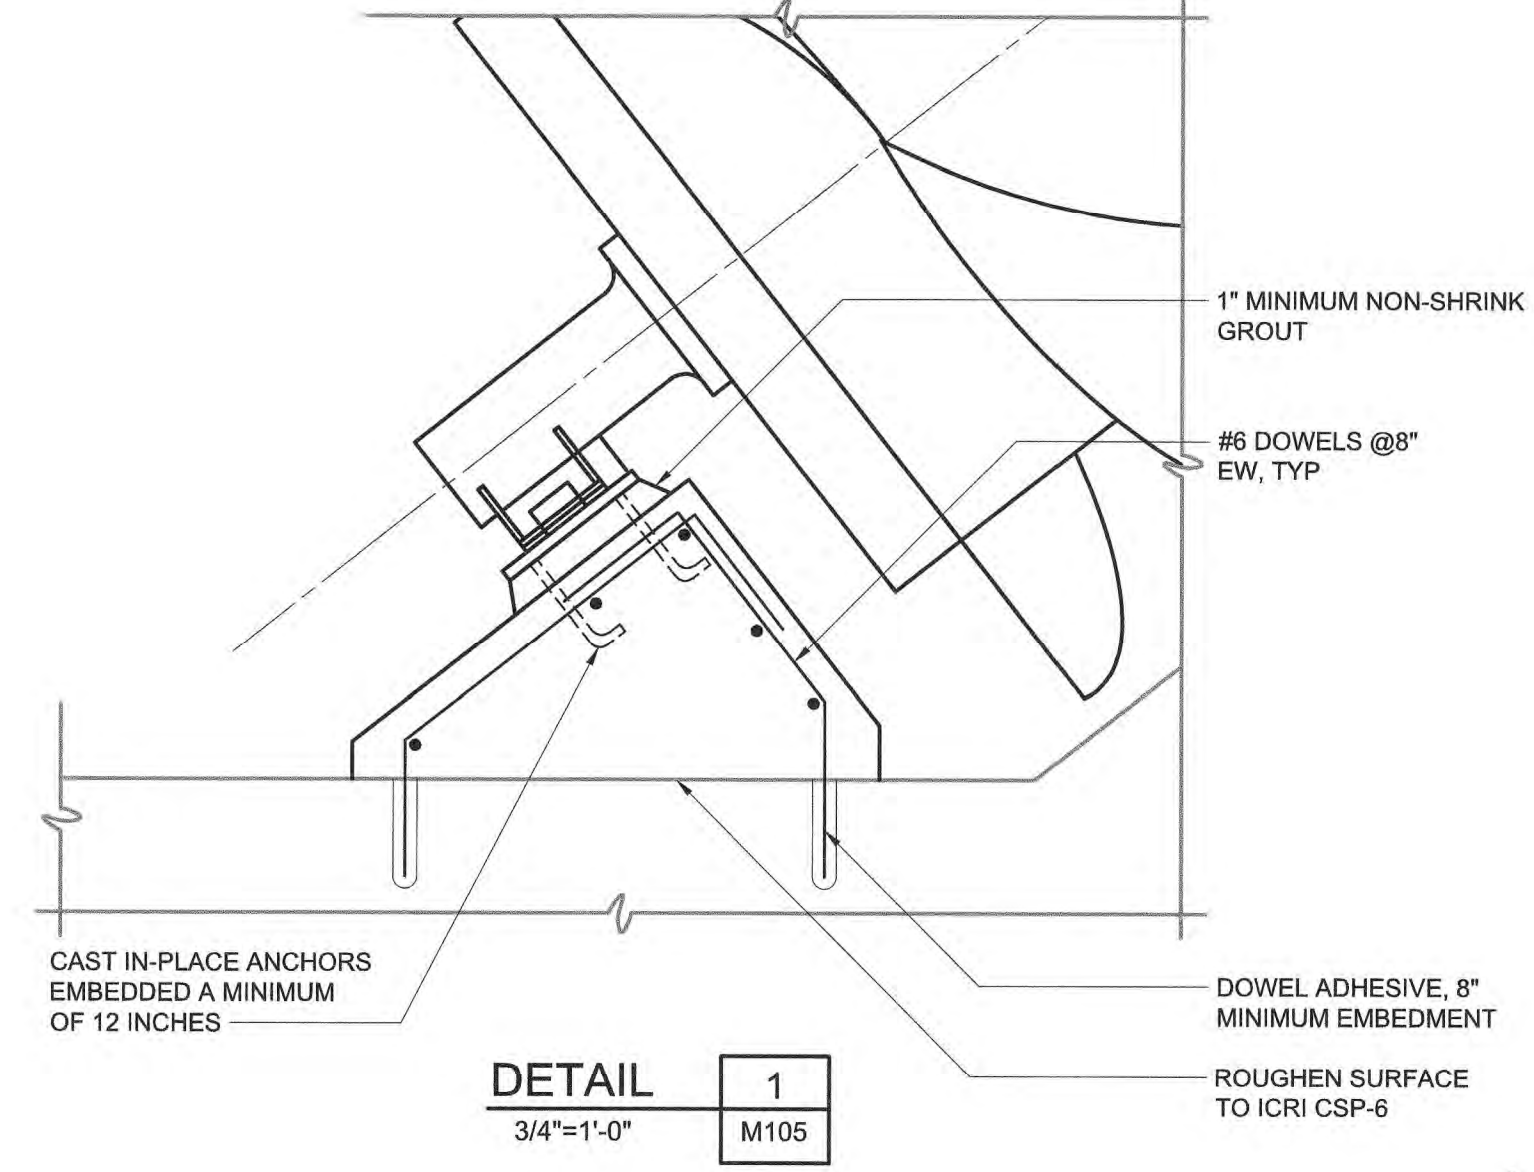 1" MINIMUM NON-SHRINK
GROUT
#6 DOWELS @8"
EW, TYP
CAST IN-PLACE ANCHORS
EMBEDDED A MINIMUM
OF 12 INCHES
DOWEL ADHESIVE, 8"
MINIMUM EMBEDMENT
ROUGHEN SURFACE
TO ICRI CSP-6
DETAIL 1
3/4"=1'-0" M105